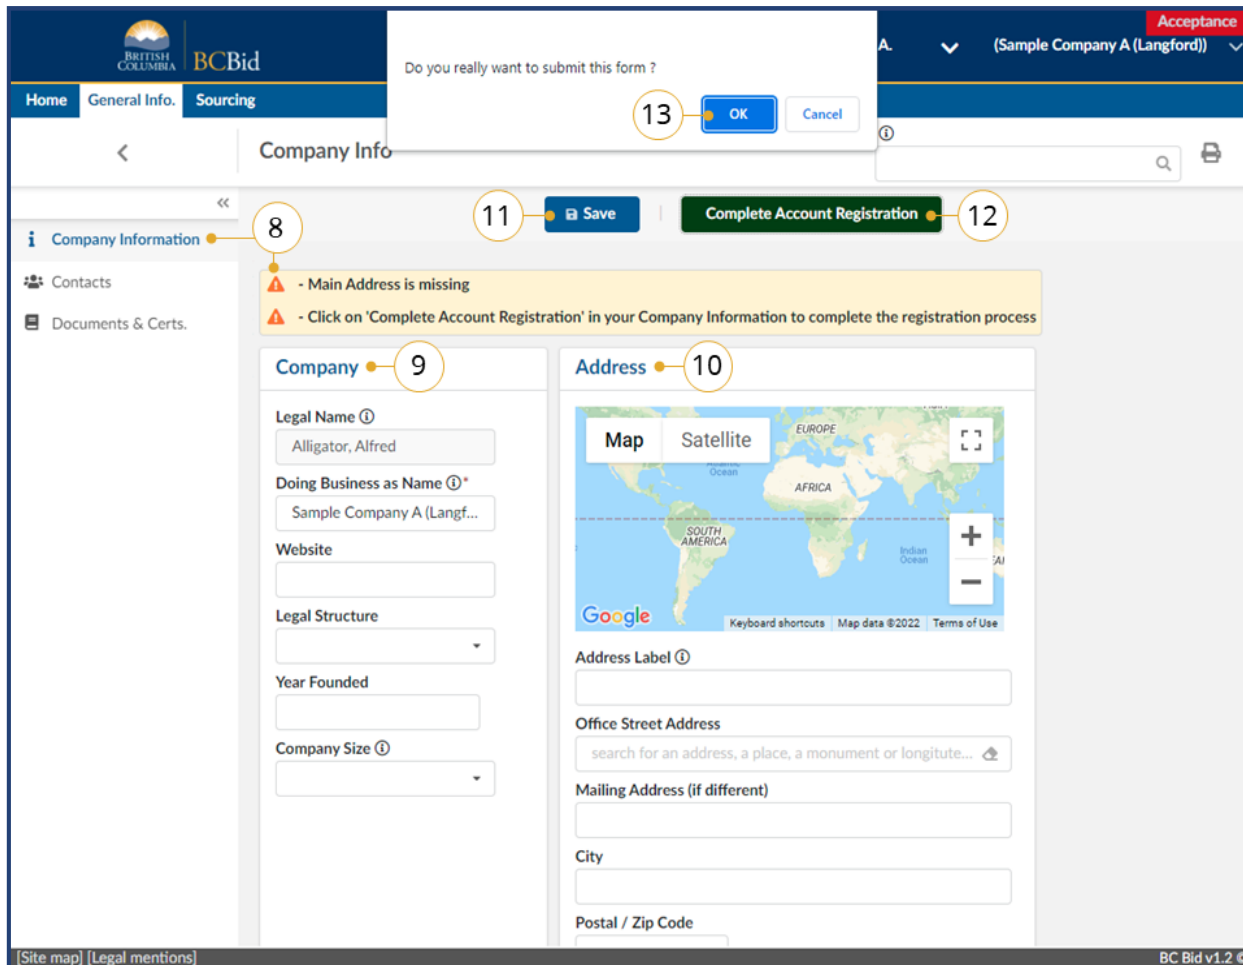 Acceptance
BRITISH
COLUMBIA
BCBid
A.
(Sample Company A (Langford))
Do you really want to submit this form ?
13
OK
Cancel
Home
General Info.
Sourcing
Company Info
11
Save
Complete Account Registration
12
8
Company Information
Contacts
Documents & Certs.
- Main Address is missing
- Click on 'Complete Account Registration' in your Company Information to complete the registration process
Company
9
Legal Name
Alligator, Alfred
Doing Business as Name *
Sample Company A (Langf...
Website
Legal Structure
Year Founded
Company Size
Address
10
Map
Satellite
EUROPE
Ocean
AFRICA
SOUTH
AMERICA
Indian
Ocean
Google
Keyboard shortcuts
Map data ©2022
Terms of Use
Address Label
Office Street Address
search for an address, a place, a monument or longitute...
Mailing Address (if different)
City
Postal / Zip Code
[Site map] [Legal mentions]
BC Bid v1.2 ©